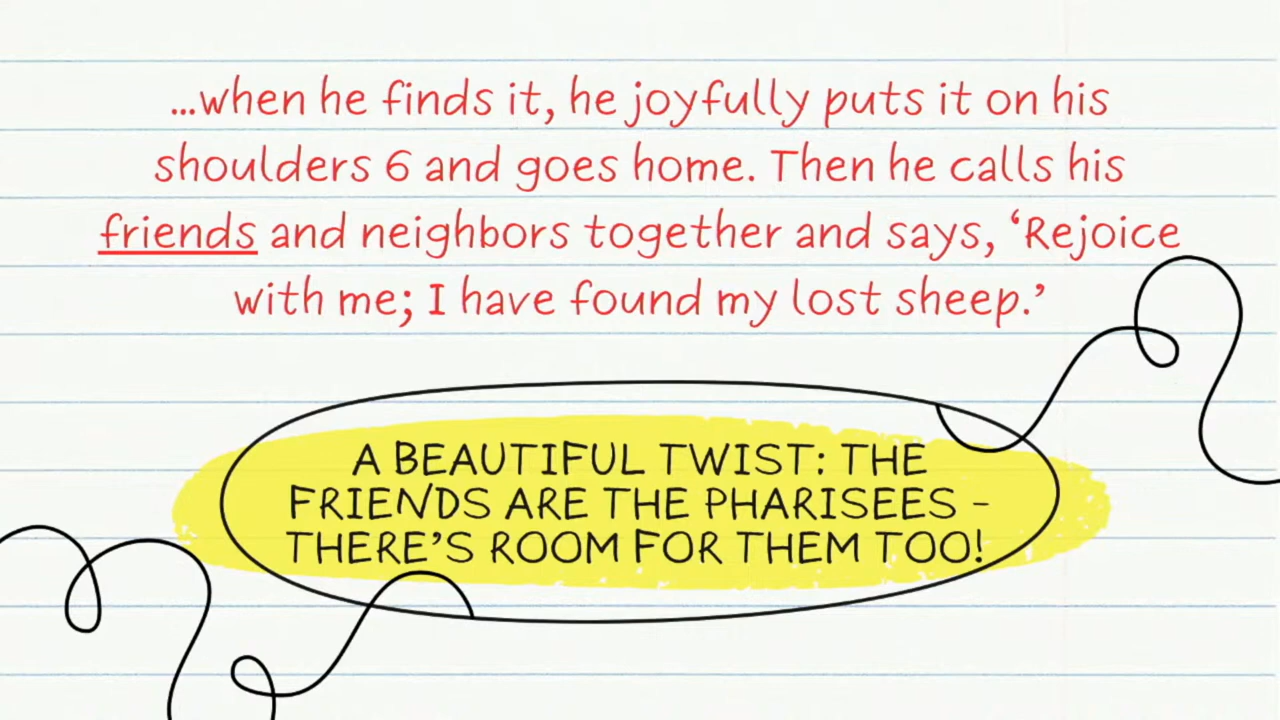 ...when he finds it, he joyfully puts it on his
shoulders 6 and goes home. Then he calls his
friends and neighbors together and says, ‘Rejoice
with me; I have found my lost sheep.’
A BEAUTIFUL TWIST: THE
FRIENDS ARE THE PHARISEES -
THERE’S ROOM FOR THEM TOO!